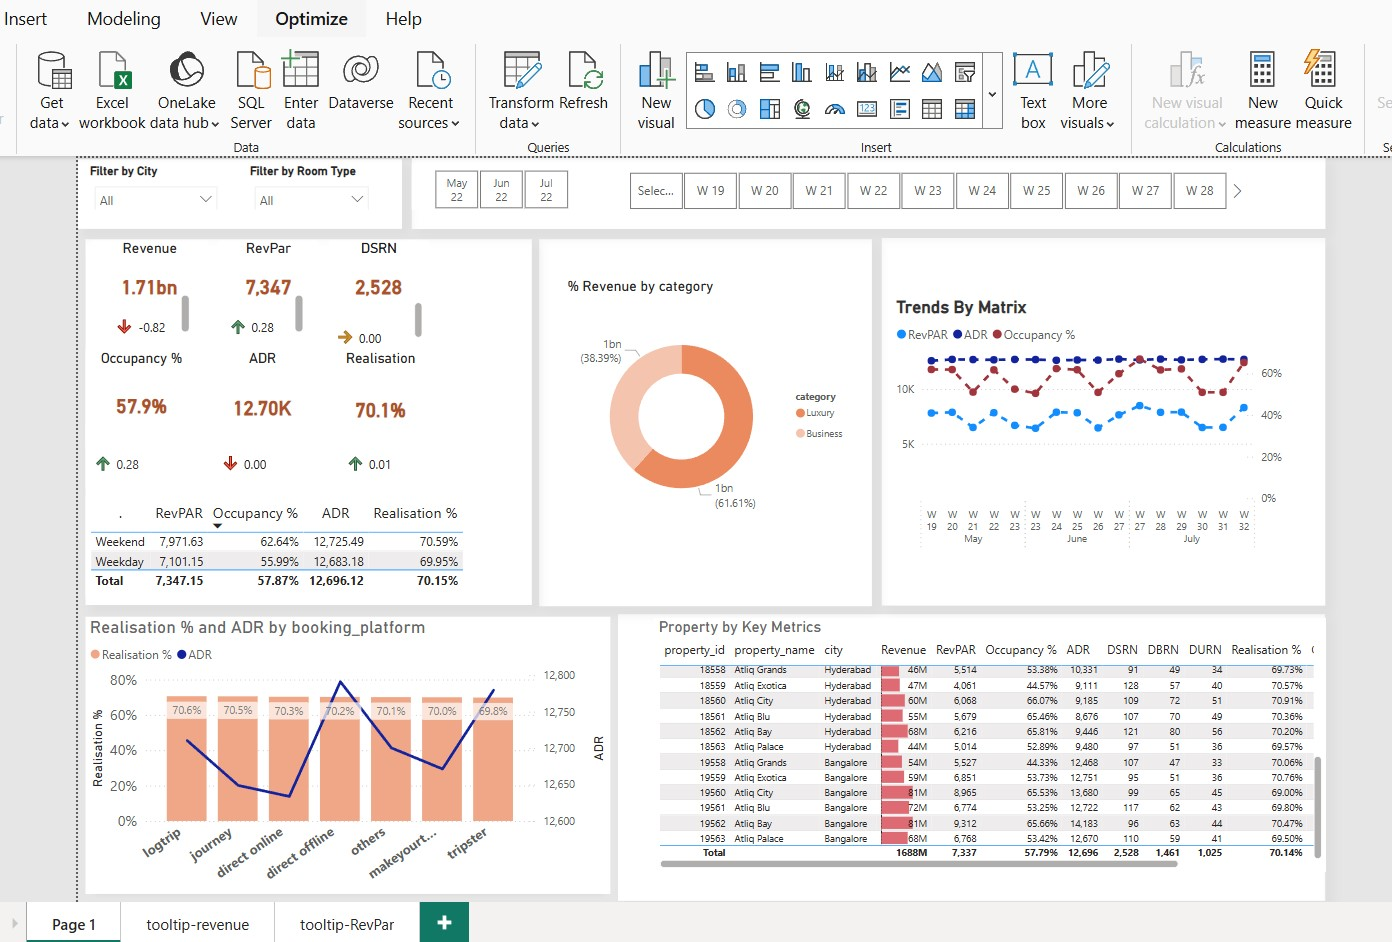 Insert Modeling View Optimize Help
Get data
Excel workbook
OneLake data hub
SQL Server
Enter data
Dataverse
Recent sources
Transform data
Refresh
New visual
123
A
Text box
More visuals
New visual calculation
New measure
Quick measure
Se
Data
Queries
Insert
Calculations
Se
Filter by City
All
Filter by Room Type
All
May 22
Jun 22
Jul 22
Selec... W 19 W 20 W 21 W 22 W 23 W 24 W 25 W 26 W 27 W 28
Revenue RevPar DSRN
1.71bn 7,347 2,528
-0.82 0.28 0.00
Occupancy % ADR Realisation
57.9% 12.70K 70.1%
0.28 0.00 0.01
. RevPAR Occupancy % ADR Realisation %
Weekend 7,971.63 62.64% 12,725.49 70.59%
Weekday 7,101.15 55.99% 12,683.18 69.95%
Total 7,347.15 57.87% 12,696.12 70.15%
% Revenue by category
1bn
(38.39%)
category
Luxury
Business
1bn
(61.61%)
Trends By Matrix
RevPAR ADR Occupancy %
10K
5K
60%
40%
20%
0%
W 19 W 20 W 21 W 22 W 23 W 23 W 24 W 25 W 26 W 27 W 27 W 28 W 29 W 30 W 31 W 32
May June July
Realisation % and ADR by booking_platform
Realisation % ADR
80%
60%
40%
20%
0%
Realisation %
70.6% 70.5% 70.3% 70.2% 70.1% 70.0% 69.8%
12,800
12,750
12,700
12,650
12,600
ADR
logtrip
journey
direct online
direct offline
others
makeyourt...
tripster
Property by Key Metrics
property_id property_name city Revenue RevPAR Occupancy % ADR DSRN DBRN DURN Realisation %
18558 Atliq Grands Hyderabad 46M 5,514 53.38% 10,331 91 49 34 69.73%
18559 Atliq Exotica Hyderabad 47M 4,061 44.57% 9,111 128 57 40 70.57%
18560 Atliq City Hyderabad 60M 6,068 66.07% 9,185 109 72 51 70.91%
18561 Atliq Blu Hyderabad 55M 5,679 65.46% 8,676 107 70 49 70.36%
18562 Atliq Bay Hyderabad 68M 6,216 65.81% 9,446 121 80 56 70.20%
18563 Atliq Palace Hyderabad 44M 5,014 52.89% 9,480 97 51 36 69.57%
19558 Atliq Grands Bangalore 54M 5,527 44.33% 12,468 107 47 33 70.06%
19559 Atliq Exotica Bangalore 59M 6,851 53.73% 12,751 95 51 36 70.76%
19560 Atliq City Bangalore 81M 8,965 65.53% 13,680 99 65 45 69.00%
19561 Atliq Blu Bangalore 72M 6,774 53.25% 12,722 117 62 43 69.80%
19562 Atliq Bay Bangalore 81M 9,312 65.66% 14,183 96 63 44 70.47%
19563 Atliq Palace Bangalore 68M 6,768 53.42% 12,670 110 59 41 69.50%
Total 1688M 7,337 57.79% 12,696 2,528 1,461 1,025 70.14%
Page 1 tooltip-revenue tooltip-RevPar +